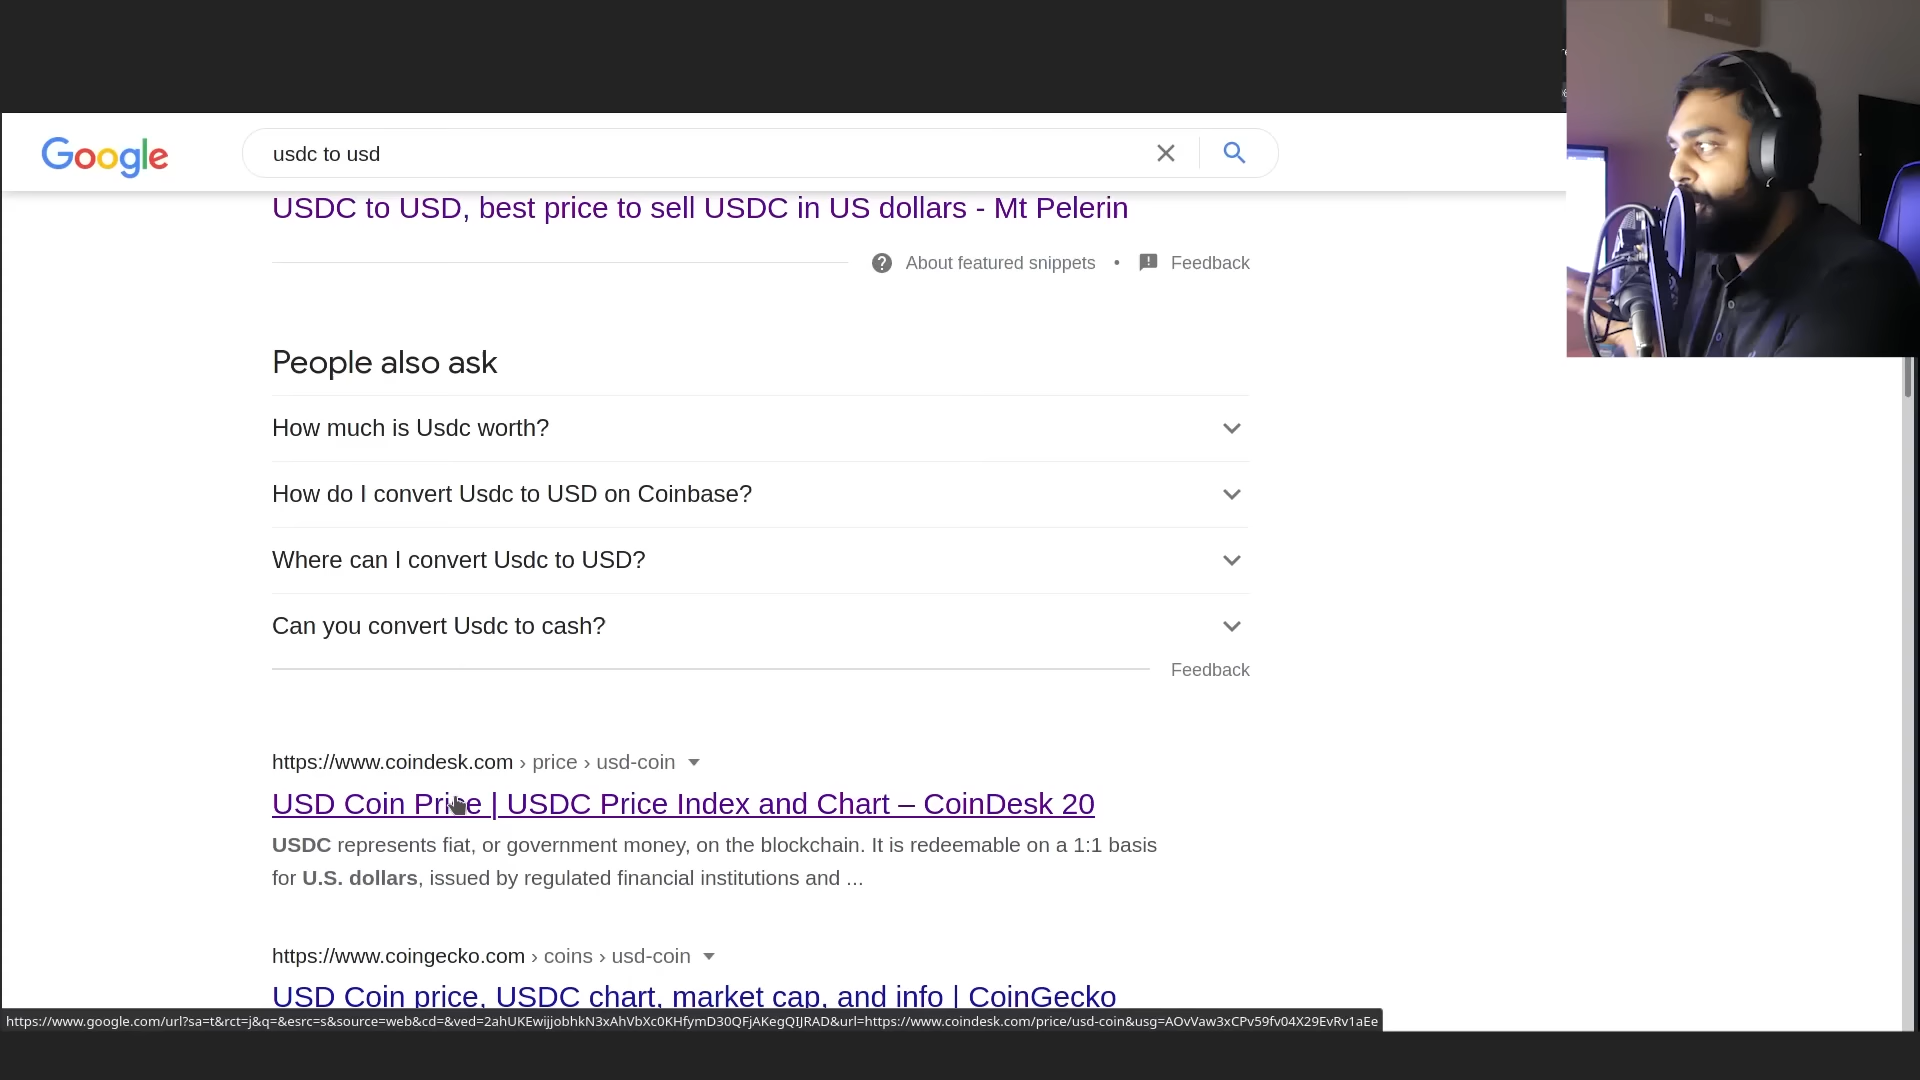 Google
usdc to usd
USDC to USD, best price to sell USDC in US dollars - Mt Pelerin
About featured snippets • Feedback
People also ask
How much is Usdc worth?
How do I convert Usdc to USD on Coinbase?
Where can I convert Usdc to USD?
Can you convert Usdc to cash?
Feedback
https://www.coindesk.com › price › usd-coin
USD Coin Price | USDC Price Index and Chart – CoinDesk 20
USDC represents fiat, or government money, on the blockchain. It is redeemable on a 1:1 basis
for U.S. dollars, issued by regulated financial institutions and ...
https://www.coingecko.com › coins › usd-coin
USD Coin price, USDC chart, market cap, and info | CoinGecko
https://www.google.com/url?sa=t&rct=j&q=&esrc=s&source=web&cd=&ved=2ahUKEwijjobhkN3xAhVbXc0KHfymD30QFjAKegQIJRAD&url=https://www.coindesk.com/price/usd-coin&usg=AOvVaw3xCPv59fv04X29EvRv1aEe